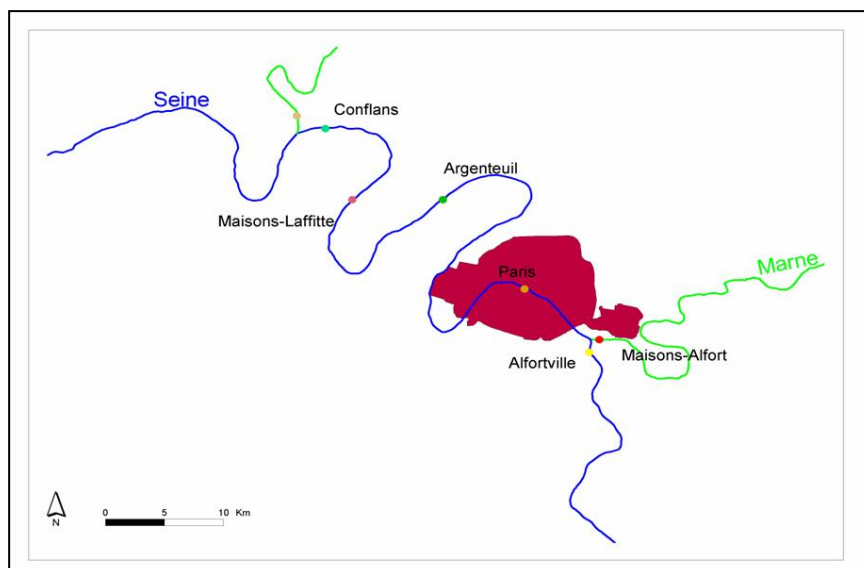 Seine
Conflans
Argenteuil
Maisons-Laffitte
Paris
Marne
Alfortville
Maisons-Alfort
N
0 5 10 Km